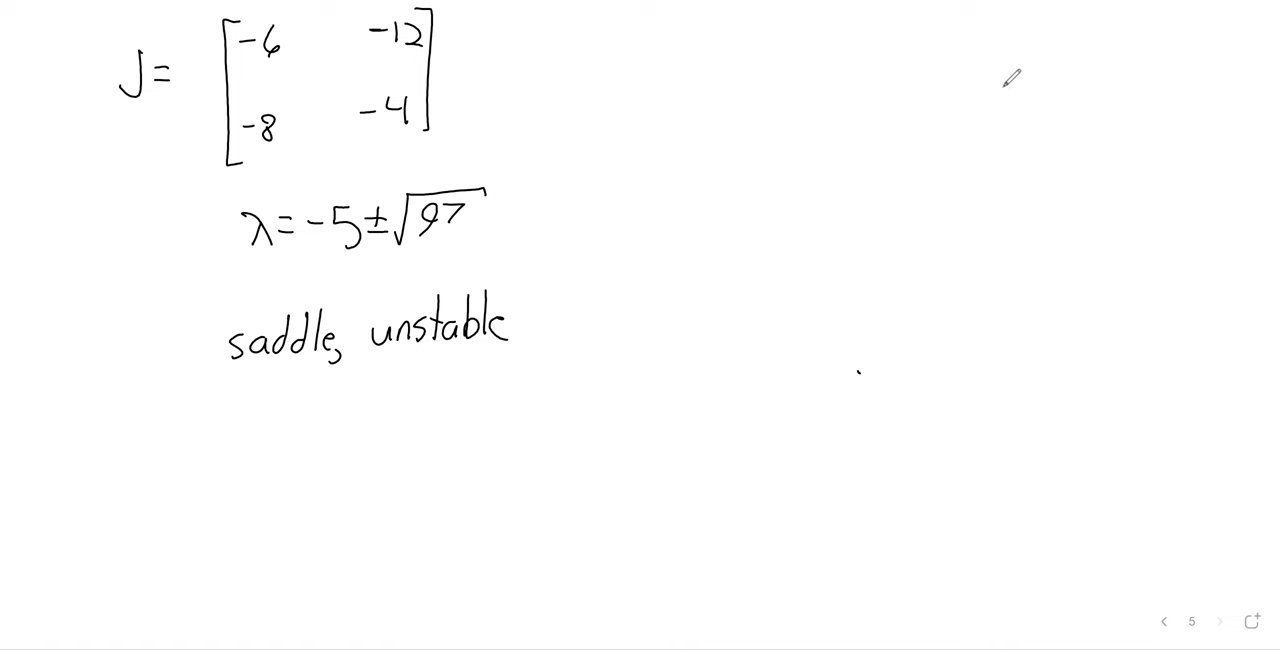 J = [ -6 -12
-8 -4 ]
λ = -5 ± √97
saddle, unstable
5